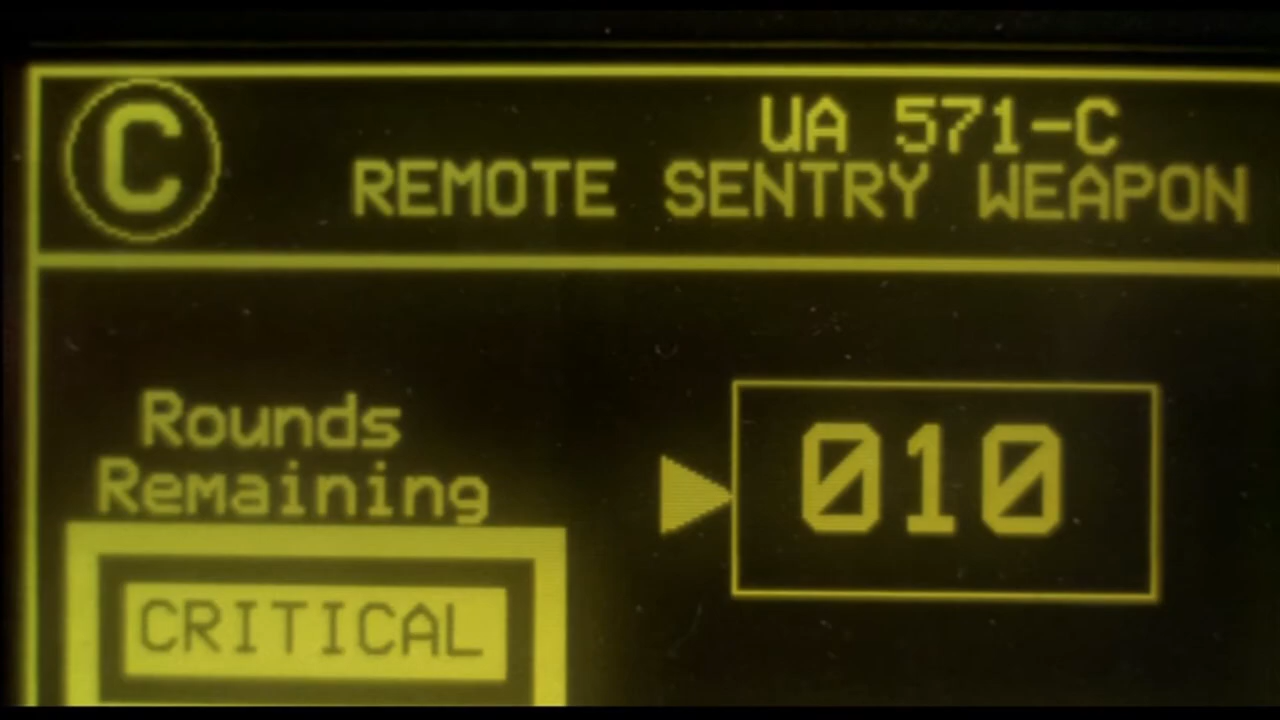 C
UA 571-C
REMOTE SENTRY WEAPON
Rounds
Remaining
010
CRITICAL